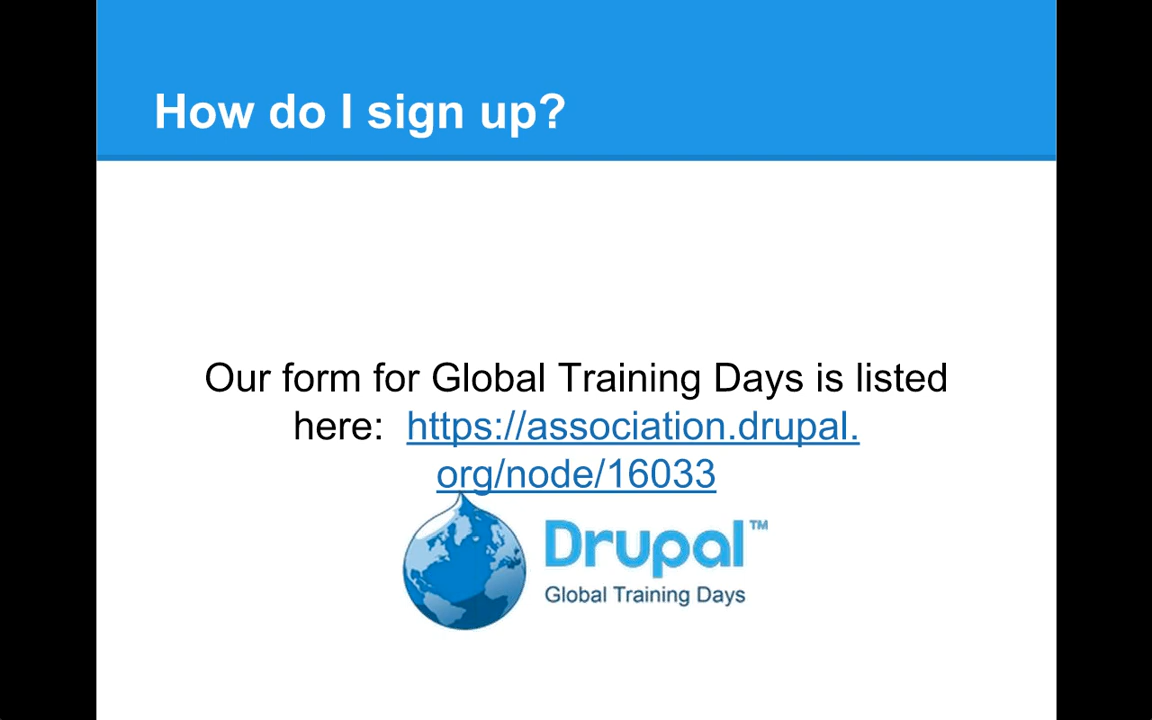 How do I sign up?
Our form for Global Training Days is listed
here: https://association.drupal.
org/node/16033
Drupal™
Global Training Days